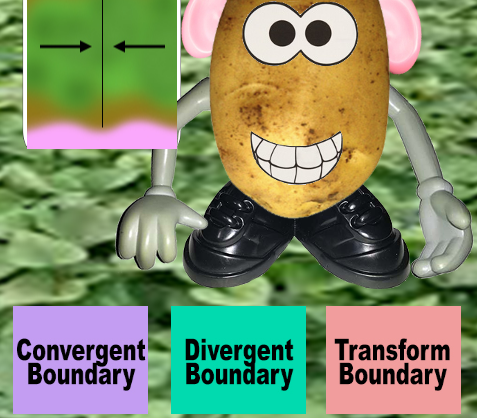 Convergent
Boundary
Divergent
Boundary
Transform
Boundary